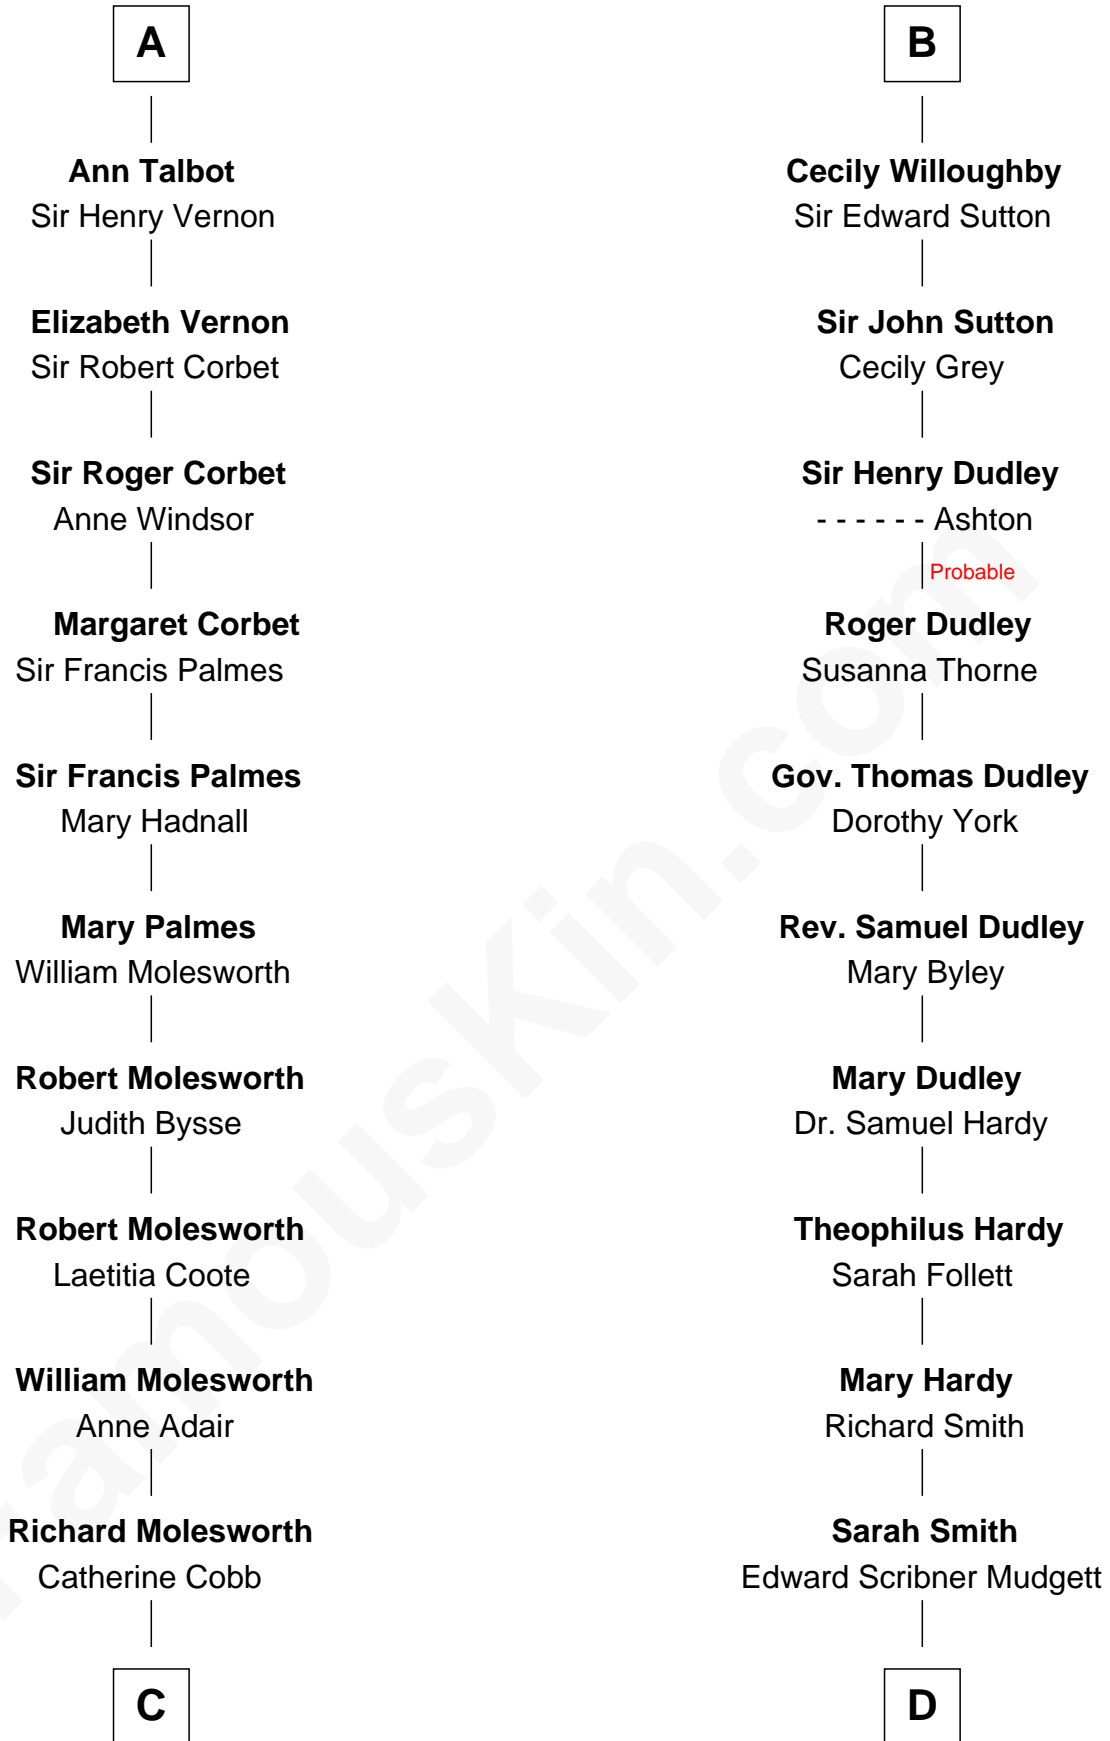 A
Ann Talbot
Sir Henry Vernon
Elizabeth Vernon
Sir Robert Corbet
Sir Roger Corbet
Anne Windsor
Margaret Corbet
Sir Francis Palmes
Sir Francis Palmes
Mary Hadnall
Mary Palmes
William Molesworth
Robert Molesworth
Judith Bysse
Robert Molesworth
Laetitia Coote
William Molesworth
Anne Adair
Richard Molesworth
Catherine Cobb
C
B
Cecily Willoughby
Sir Edward Sutton
Sir John Sutton
Cecily Grey
Sir Henry Dudley
- - - - - - Ashton
Probable
Roger Dudley
Susanna Thorne
Gov. Thomas Dudley
Dorothy York
Rev. Samuel Dudley
Mary Byley
Mary Dudley
Dr. Samuel Hardy
Theophilus Hardy
Sarah Follett
Mary Hardy
Richard Smith
Sarah Smith
Edward Scribner Mudgett
D
FamousKin.com